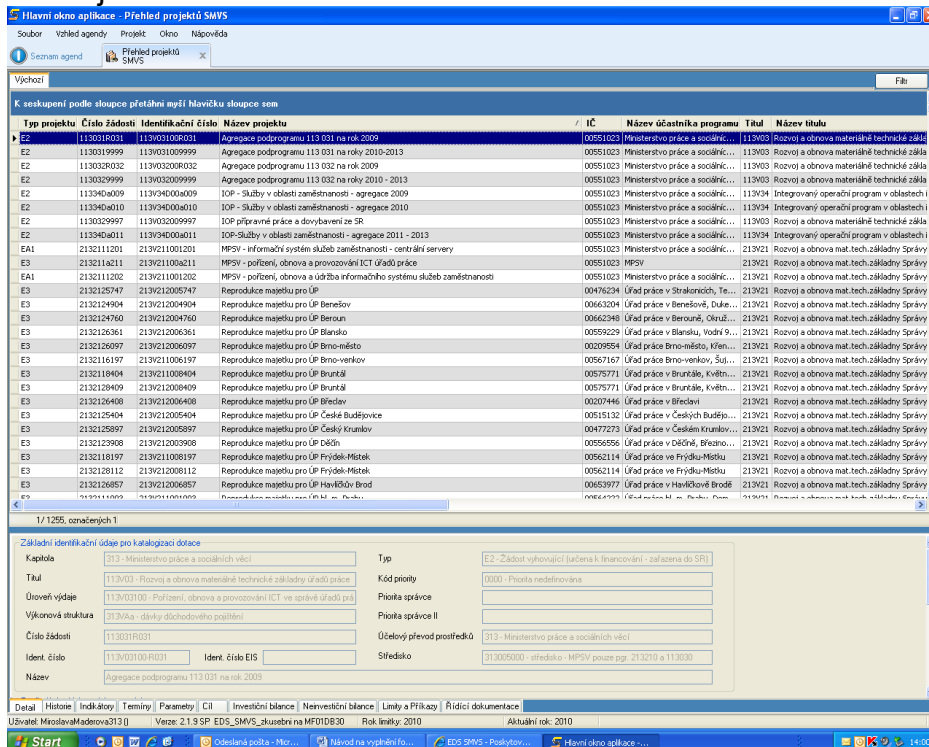 Hlavní okno aplikace - Přehled projektů SMVS
Soubor Vzhled agendy Projekt Okno Nápověda
Seznam agend Přehled projektů SMVS x
Výchozí Filtr
K seskupení podle sloupce přetáhni myší hlavičku sloupce sem
Typ projektu Číslo žádosti Identifikační číslo Název projektu / IČ Název účastníka programu Titul Název titulu
E2 113031R031 113V03100R031 Agregace podprogramu 113 031 na rok 2009 00551023 Ministerstvo práce a sociálníc... 113V03 Rozvoj a obnova materiálně technické zákla
E2 1130319999 113V031009999 Agregace podprogramu 113 031 na roky 2010-2013 00551023 Ministerstvo práce a sociálníc... 113V03 Rozvoj a obnova materiálně technické zákla
E2 113032R032 113V03200R032 Agregace podprogramu 113 032 na rok 2009 00551023 Ministerstvo práce a sociálníc... 113V03 Rozvoj a obnova materiálně technické zákla
E2 1130329999 113V032009999 Agregace podprogramu 113 032 na roky 2010 - 2013 00551023 Ministerstvo práce a sociálníc... 113V03 Rozvoj a obnova materiálně technické zákla
E2 11334Da009 113V34D00a009 IOP - Služby v oblasti zaměstnanosti - agregace 2009 00551023 Ministerstvo práce a sociálníc... 113V34 Integrovaný operační program v oblastech i
E2 11334Da010 113V34D00a010 IOP - Služby v oblasti zaměstnanosti - agregace 2010 00551023 Ministerstvo práce a sociálníc... 113V34 Integrovaný operační program v oblastech i
E2 1130329997 113V032009997 IOP přípravné práce a dovybavení ze SR 00551023 Ministerstvo práce a sociálníc... 113V03 Rozvoj a obnova materiálně technické zákla
E2 11334Da011 113V34D00a011 IOP-Služby v oblasti zaměstnanosti - agregace 2011 - 2013 00551023 Ministerstvo práce a sociálníc... 113V34 Integrovaný operační program v oblastech i
EA1 2132111201 213V211001201 MPSV - informační systém služeb zaměstnanosti - centrální servery 00551023 Ministerstvo práce a sociálníc... 213V21 Rozvoj a obnova mat.tech.základny Správy
E2 213211a211 213V21100a211 MPSV - pořízení, obnova a provozování ICT úřadů práce 00551023 MPSV 213V21 Rozvoj a obnova mat.tech.základny Správy
EA1 2132111202 213V211001202 MPSV - pořízení, obnova a údržba informačního systému služeb zaměstnanosti 00551023 Ministerstvo práce a sociálníc... 213V21 Rozvoj a obnova mat.tech.základny Správy
E3 2132125747 213V212005747 Reprodukce majetku pro ÚP 00476234 Úřad práce v Strakonicích, Te... 213V21 Rozvoj a obnova mat.tech.základny Správy
E3 2132124904 213V212004904 Reprodukce majetku pro ÚP Benešov 00663204 Úřad práce v Benešově, Duke... 213V21 Rozvoj a obnova mat.tech.základny Správy
E3 2132124760 213V212004760 Reprodukce majetku pro ÚP Beroun 00662348 Úřad práce v Berouně, Okruž... 213V21 Rozvoj a obnova mat.tech.základny Správy
E3 2132126361 213V212006361 Reprodukce majetku pro ÚP Blansko 00559229 Úřad práce v Blansku, Vodní 9... 213V21 Rozvoj a obnova mat.tech.základny Správy
E3 2132126097 213V212006097 Reprodukce majetku pro ÚP Brno-město 00209554 Úřad práce Brno-město, Křen... 213V21 Rozvoj a obnova mat.tech.základny Správy
E3 2132116197 213V211006197 Reprodukce majetku pro ÚP Brno-venkov 00567167 Úřad práce Brno-venkov, Šuj... 213V21 Rozvoj a obnova mat.tech.základny Správy
E3 2132118404 213V211008404 Reprodukce majetku pro ÚP Bruntál 00575771 Úřad práce v Bruntále, Květn... 213V21 Rozvoj a obnova mat.tech.základny Správy
E3 2132128409 213V212008409 Reprodukce majetku pro ÚP Bruntál 00575771 Úřad práce v Bruntále, Květn... 213V21 Rozvoj a obnova mat.tech.základny Správy
E3 2132126408 213V212006408 Reprodukce majetku pro ÚP Břeclav 00207446 Úřad práce v Břeclavi 213V21 Rozvoj a obnova mat.tech.základny Správy
E3 2132125404 213V212005404 Reprodukce majetku pro ÚP České Budějovice 00515132 Úřad práce v Českých Budějo... 213V21 Rozvoj a obnova mat.tech.základny Správy
E3 2132125897 213V212005897 Reprodukce majetku pro ÚP Český Krumlov 00477273 Úřad práce v Českém Krumlov... 213V21 Rozvoj a obnova mat.tech.základny Správy
E3 2132123908 213V212003908 Reprodukce majetku pro ÚP Děčín 00556556 Úřad práce v Děčíně, Březino... 213V21 Rozvoj a obnova mat.tech.základny Správy
E3 2132118197 213V211008197 Reprodukce majetku pro ÚP Frýdek-Místek 00562114 Úřad práce ve Frýdku-Místku 213V21 Rozvoj a obnova mat.tech.základny Správy
E3 2132128112 213V212008112 Reprodukce majetku pro ÚP Frýdek-Místek 00562114 Úřad práce ve Frýdku-Místku 213V21 Rozvoj a obnova mat.tech.základny Správy
E3 2132126857 213V212006857 Reprodukce majetku pro ÚP Havlíčkův Brod 00653977 Úřad práce v Havlíčkově Brodě 213V21 Rozvoj a obnova mat.tech.základny Správy
1/ 1255, označených 1
Základní identifikační údaje pro katalogizaci dotace
Kapitola 313 - Ministerstvo práce a sociálních věcí Typ E2 - Žádost vyhovující (určena k financování - zařazena do SR)
Titul 113V03 - Rozvoj a obnova materiálně technické základny úřadů práce Kód priority 0000 - Priorita nedefinována
Úroveň výdaje 113V03100 - Pořízení, obnova a provozování ICT ve správě úřadů prá Priorita správce
Výkonová struktura 313VAa - dávky důchodového pojištění Priorita správce II
Číslo žádosti 113031R031 Účelový převod prostředků 313 - Ministerstvo práce a sociálních věcí
Ident. číslo 113V03100-R031 Ident. číslo EIS Středisko 313005000 - středisko - MPSV pouze pgr. 213210 a 113030
Název Agregace podprogramu 113 031 na rok 2009
Detail Historie Indikátory Termíny Parametry Cíl Investiční bilance Neinvestiční bilance Limity a Příkazy Řídící dokumentace
Uživatel: MiroslavaMaderova313 () Verze: 2.1.9 SP EDS_SMVS_zkusebni na MF01DB30 Rok limitky: 2010 Aktuální rok: 2010
Start Odeslaná pošta - Micr... Návod na vyplnění fo... EDS SMVS - Poskytov... Hlavní okno aplikace -... 14:00